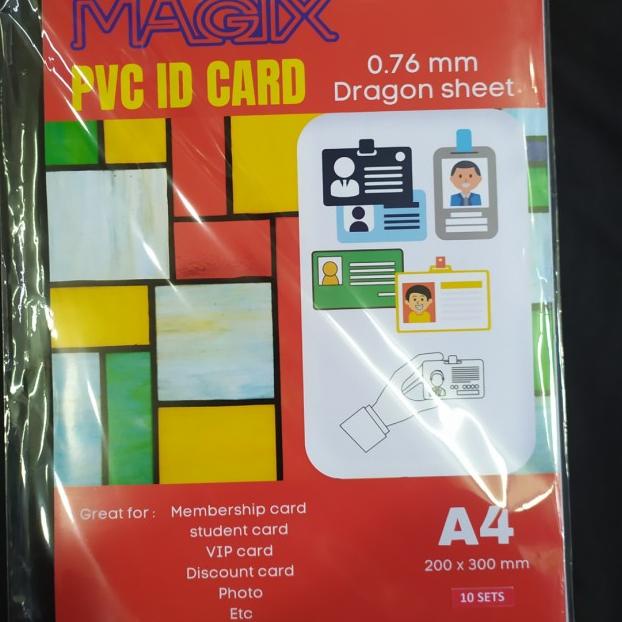 MAGIX
PVC ID CARD
0.76 mm
Dragon sheet
Great for :
Membership card
student card
VIP card
Discount card
Photo
Etc
A4
200 x 300 mm
10 SETS